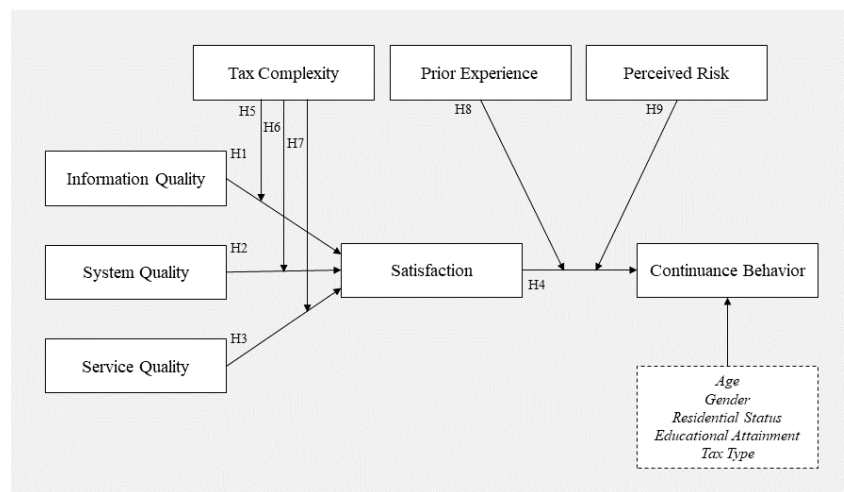 Tax Complexity
Prior Experience
Perceived Risk
H5
H6
H7
H8
H9
H1
Information Quality
H2
System Quality
Satisfaction
H4
Continuance Behavior
H3
Service Quality
Age
Gender
Residential Status
Educational Attainment
Tax Type